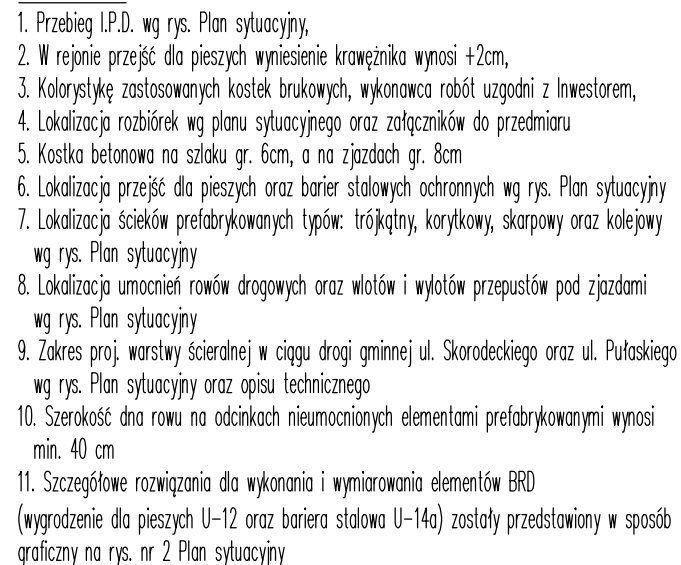 1. Przebieg I.P.D. wg rys. Plan sytuacyjny,
2. W rejonie przejść dla pieszych wyniesienie krawężnika wynosi +2cm,
3. Kolorystykę zastosowanych kostek brukowych, wykonawca robót uzgodni z Inwestorem,
4. Lokalizacja rozbiórek wg planu sytuacyjnego oraz załączników do przedmiaru
5. Kostka betonowa na szlaku gr. 6cm, a na zjazdach gr. 8cm
6. Lokalizacja przejść dla pieszych oraz barier stalowych ochronnych wg rys. Plan sytuacyjny
7. Lokalizacja ścieków prefabrykowanych typów: trójkątny, korytkowy, skarpowy oraz kolejowy
wg rys. Plan sytuacyjny
8. Lokalizacja umocnień rowów drogowych oraz wlotów i wylotów przepustów pod zjazdami
wg rys. Plan sytuacyjny
9. Zakres proj. warstwy ścieralnej w ciągu drogi gminnej ul. Skorodeckiego oraz ul. Pułaskiego
wg rys. Plan sytuacyjny oraz opisu technicznego
10. Szerokość dna rowu na odcinkach nieumocnionych elementami prefabrykowanymi wynosi
min. 40 cm
11. Szczegółowe rozwiązania dla wykonania i wymiarowania elementów BRD
(wygrodzenie dla pieszych U-12 oraz bariera stalowa U-14a) zostały przedstawiony w sposób
graficzny na rys. nr 2 Plan sytuacyjny